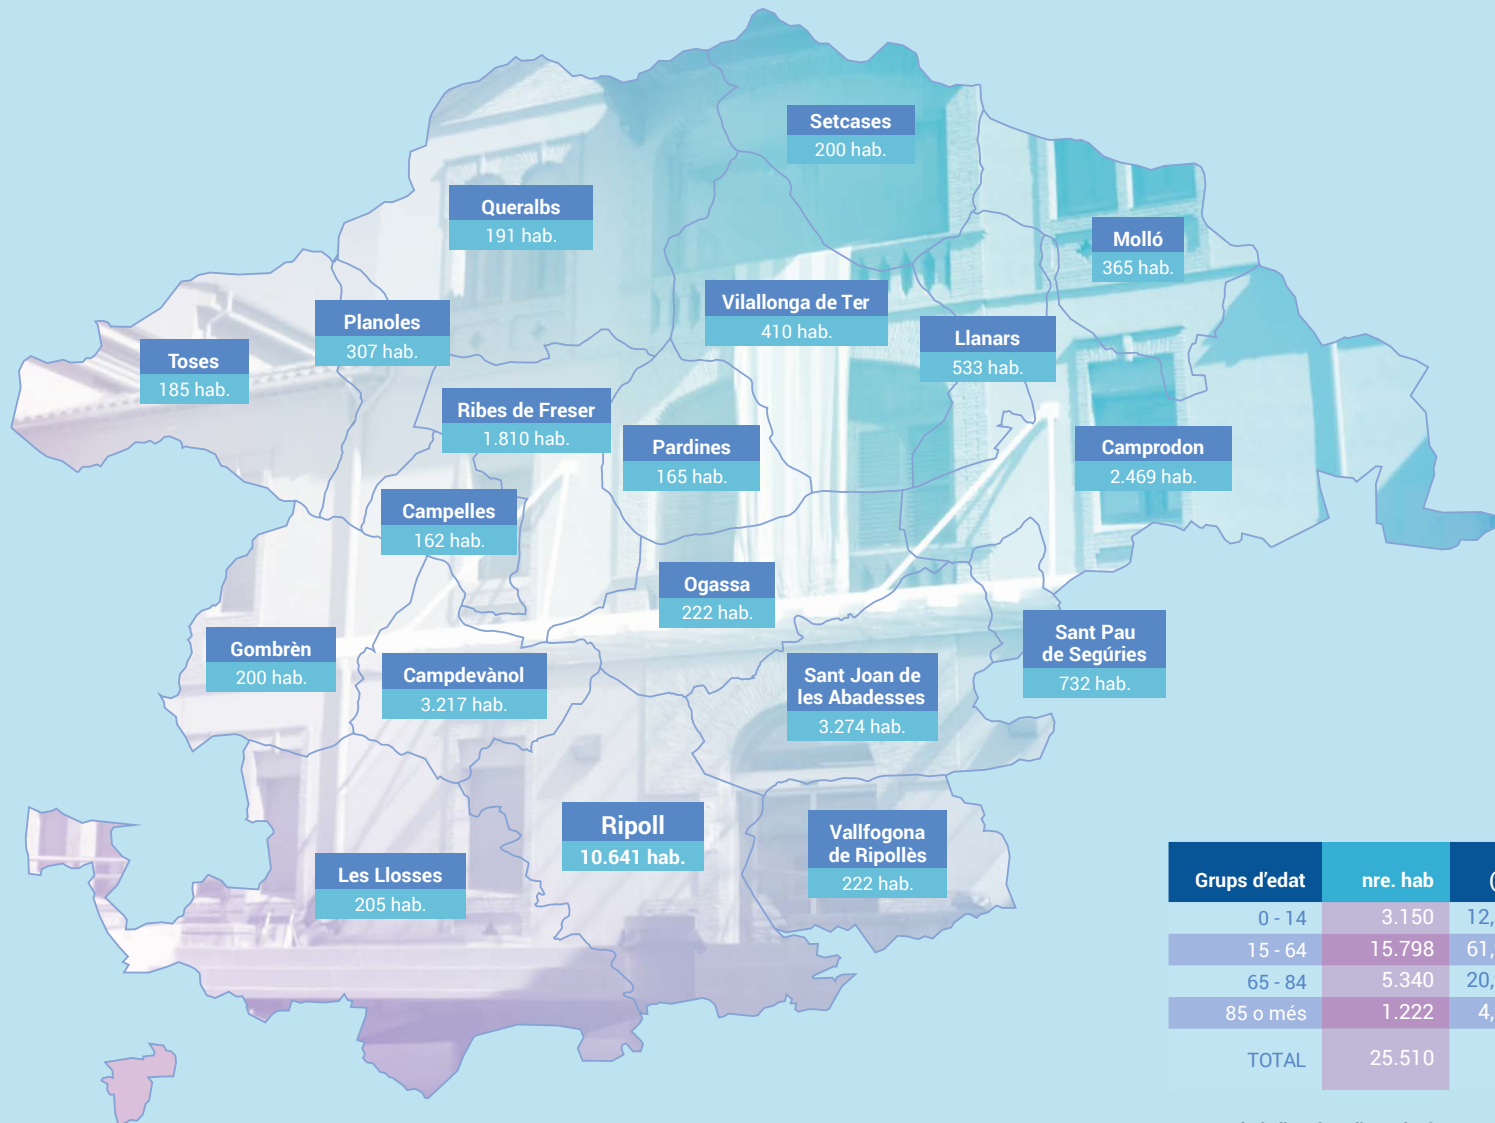 Setcases
200 hab.
Queralbs
191 hab.
Molló
365 hab.
Vilallonga de Ter
410 hab.
Planoles
307 hab.
Llanars
533 hab.
Toses
185 hab.
Ribes de Freser
1.810 hab.
Pardines
165 hab.
Camprodon
2.469 hab.
Campelles
162 hab.
Ogassa
222 hab.
Sant Pau
de Segúries
732 hab.
Gombrèn
200 hab.
Campdevànol
3.217 hab.
Sant Joan de
les Abadesses
3.274 hab.
Ripoll
10.641 hab.
Vallfogona
de Ripollès
222 hab.
Les Llosses
205 hab.
Grups d'edat nre. hab (
0 - 14 3.150 12,
15 - 64 15.798 61,
65 - 84 5.340 20,
85 o més 1.222 4,
TOTAL 25.510